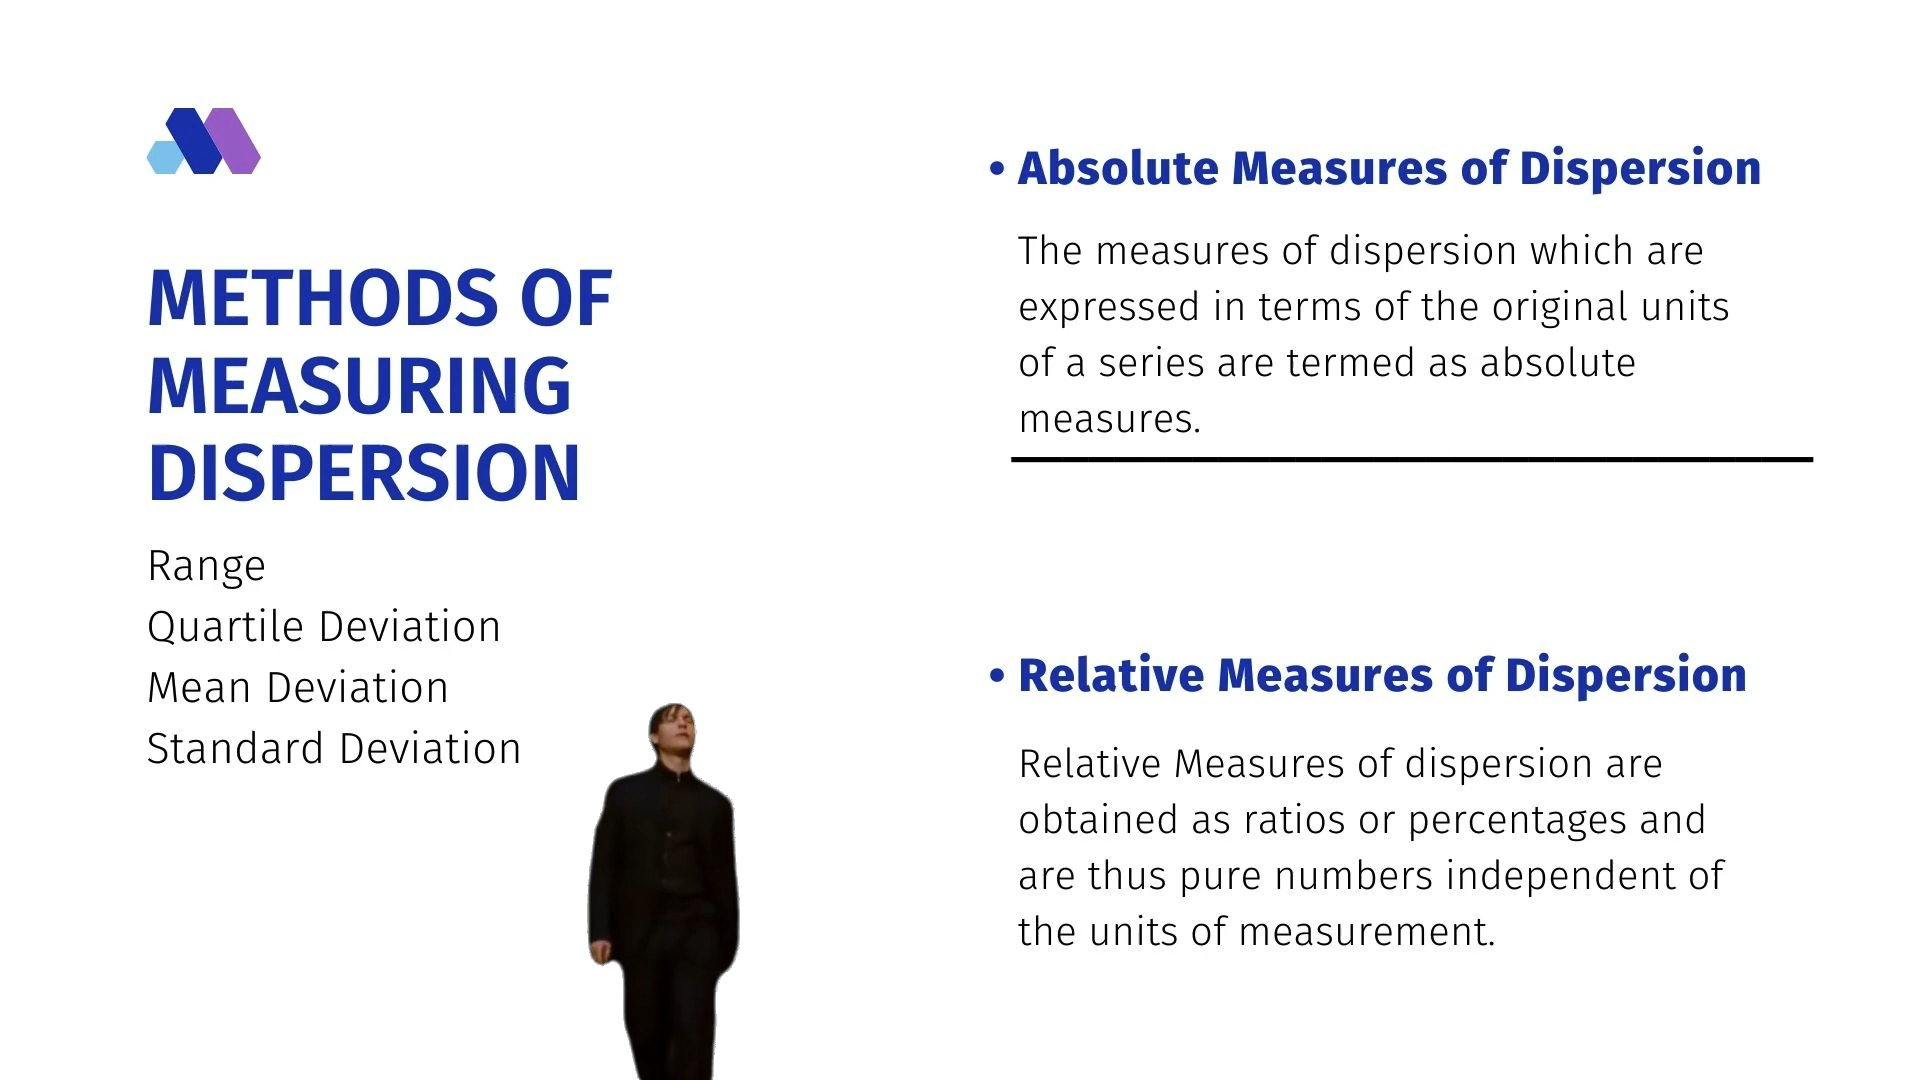 METHODS OF
MEASURING
DISPERSION
Range
Quartile Deviation
Mean Deviation
Standard Deviation
• Absolute Measures of Dispersion
The measures of dispersion which are
expressed in terms of the original units
of a series are termed as absolute
measures.
• Relative Measures of Dispersion
Relative Measures of dispersion are
obtained as ratios or percentages and
are thus pure numbers independent of
the units of measurement.